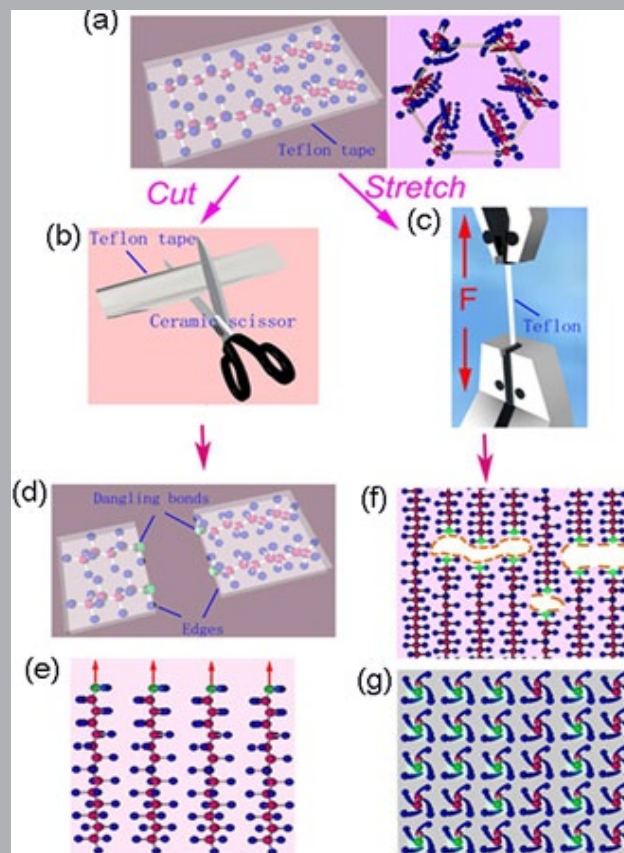 (a)
Teflon tape
Cut
Stretch
(b)
Teflon tape
Ceramic scissor
(c)
F
Teflon
(d)
Dangling bonds
Edges
(e)
(f)
(g)